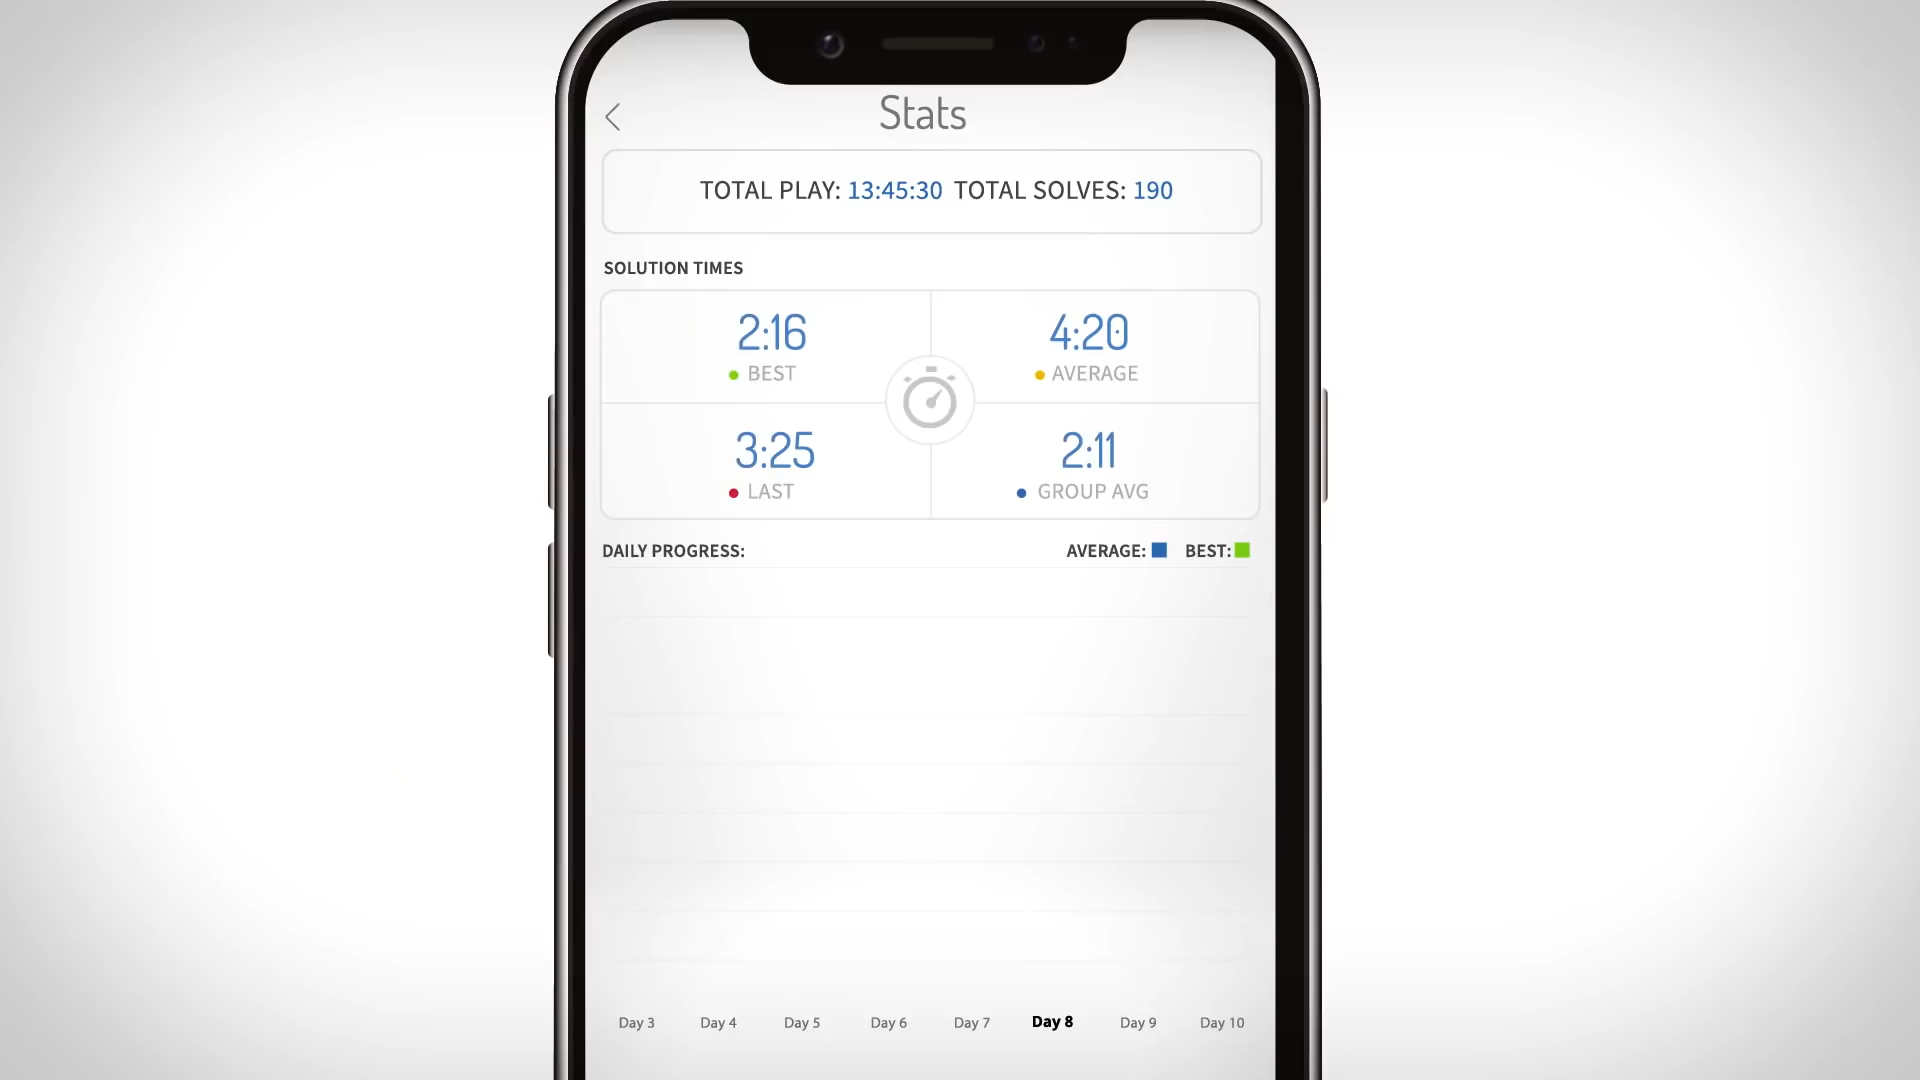 Stats
TOTAL PLAY: 13:45:30 TOTAL SOLVES: 190
SOLUTION TIMES
2:16
BEST
4:20
AVERAGE
3:25
LAST
2:11
GROUP AVG
DAILY PROGRESS: AVERAGE: BEST:
Day 3 Day 4 Day 5 Day 6 Day 7 Day 8 Day 9 Day 10